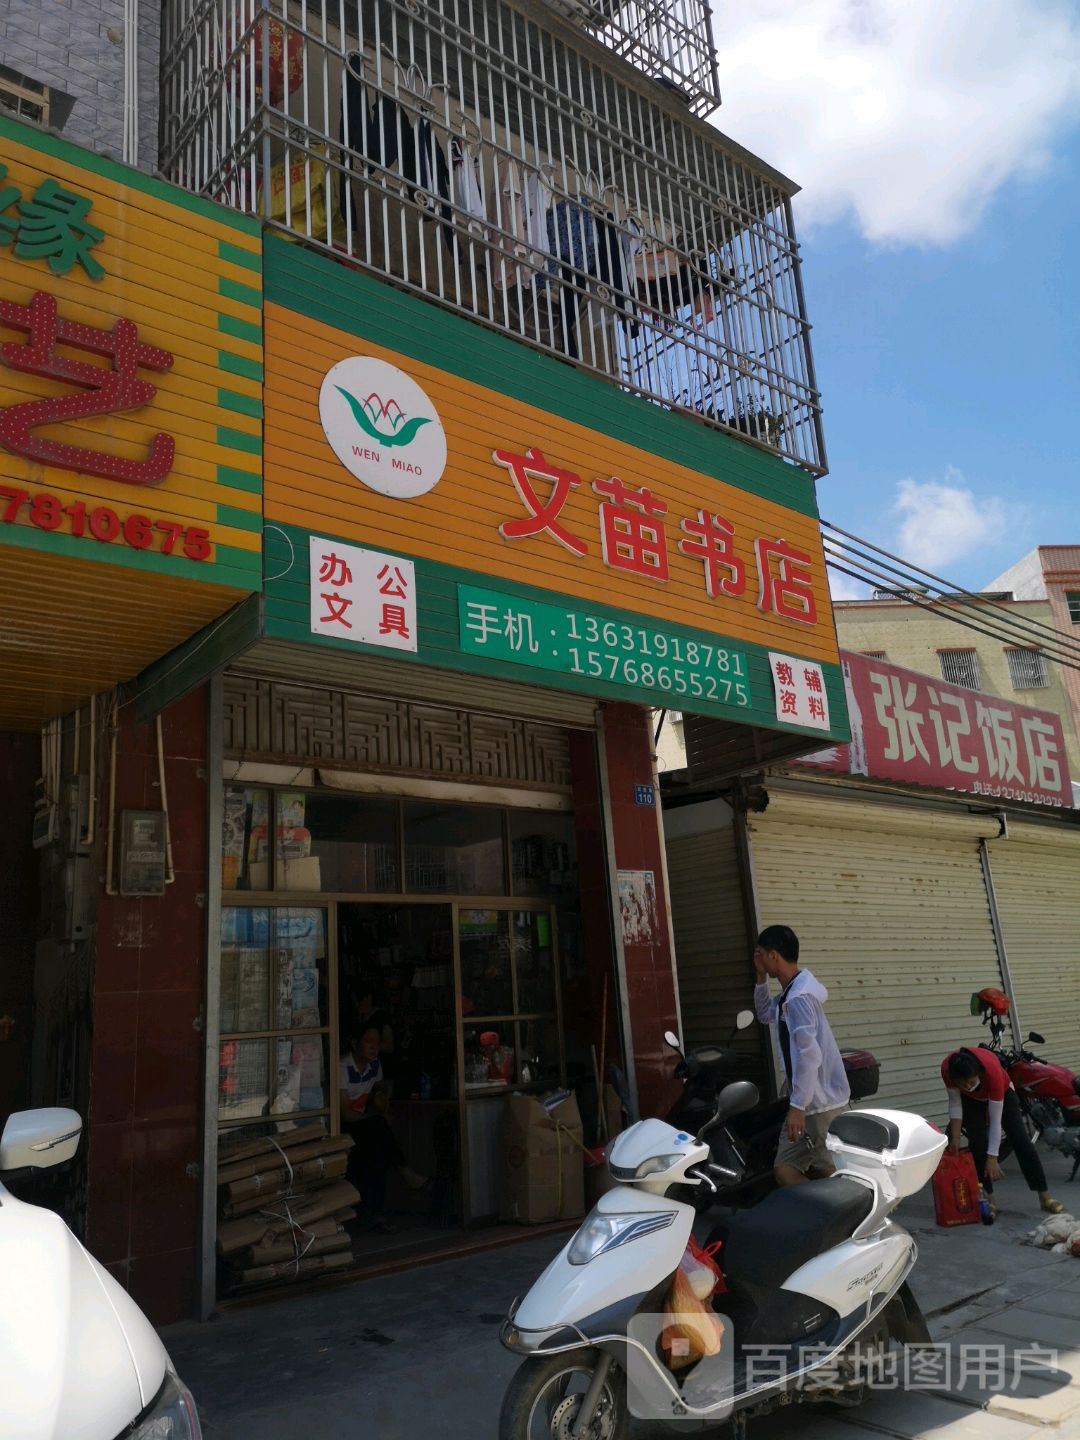 缘
艺
7810675
WEN MIAO
文苗书店
办公
文具
手机:13631918781
15768655275
教辅
资料
110
张记饭店
百度地图用户